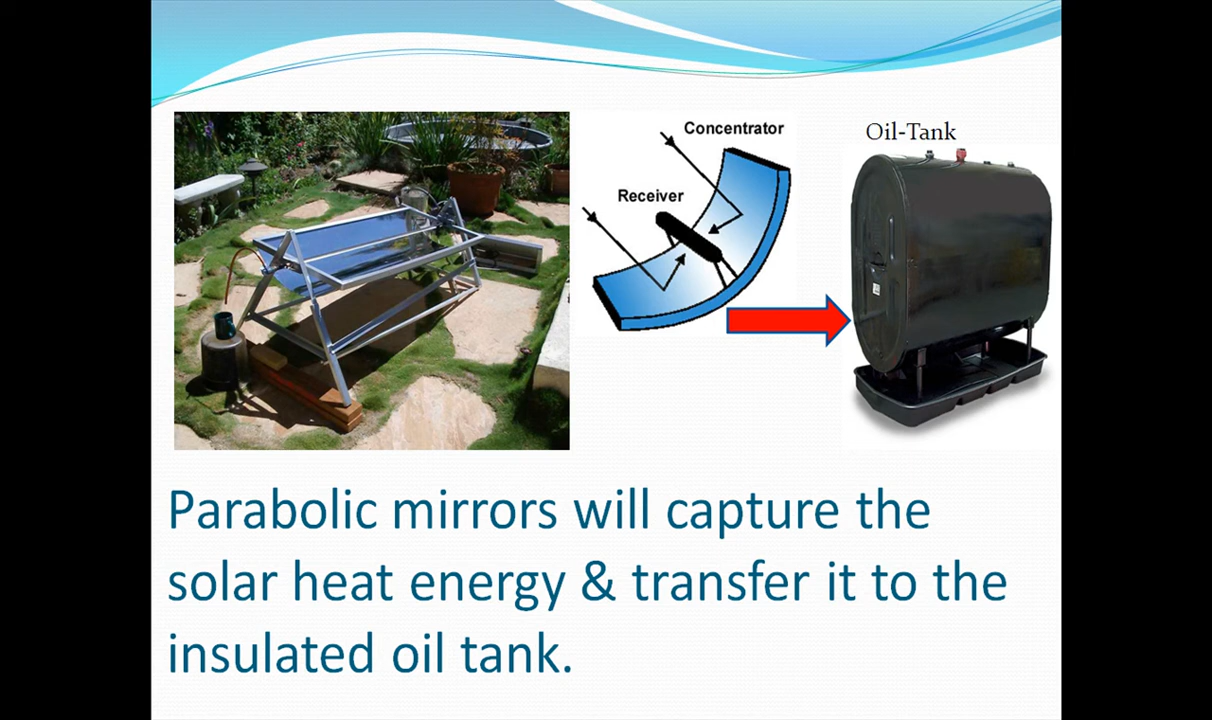 Concentrator
Receiver
Oil-Tank
Parabolic mirrors will capture the
solar heat energy & transfer it to the
insulated oil tank.